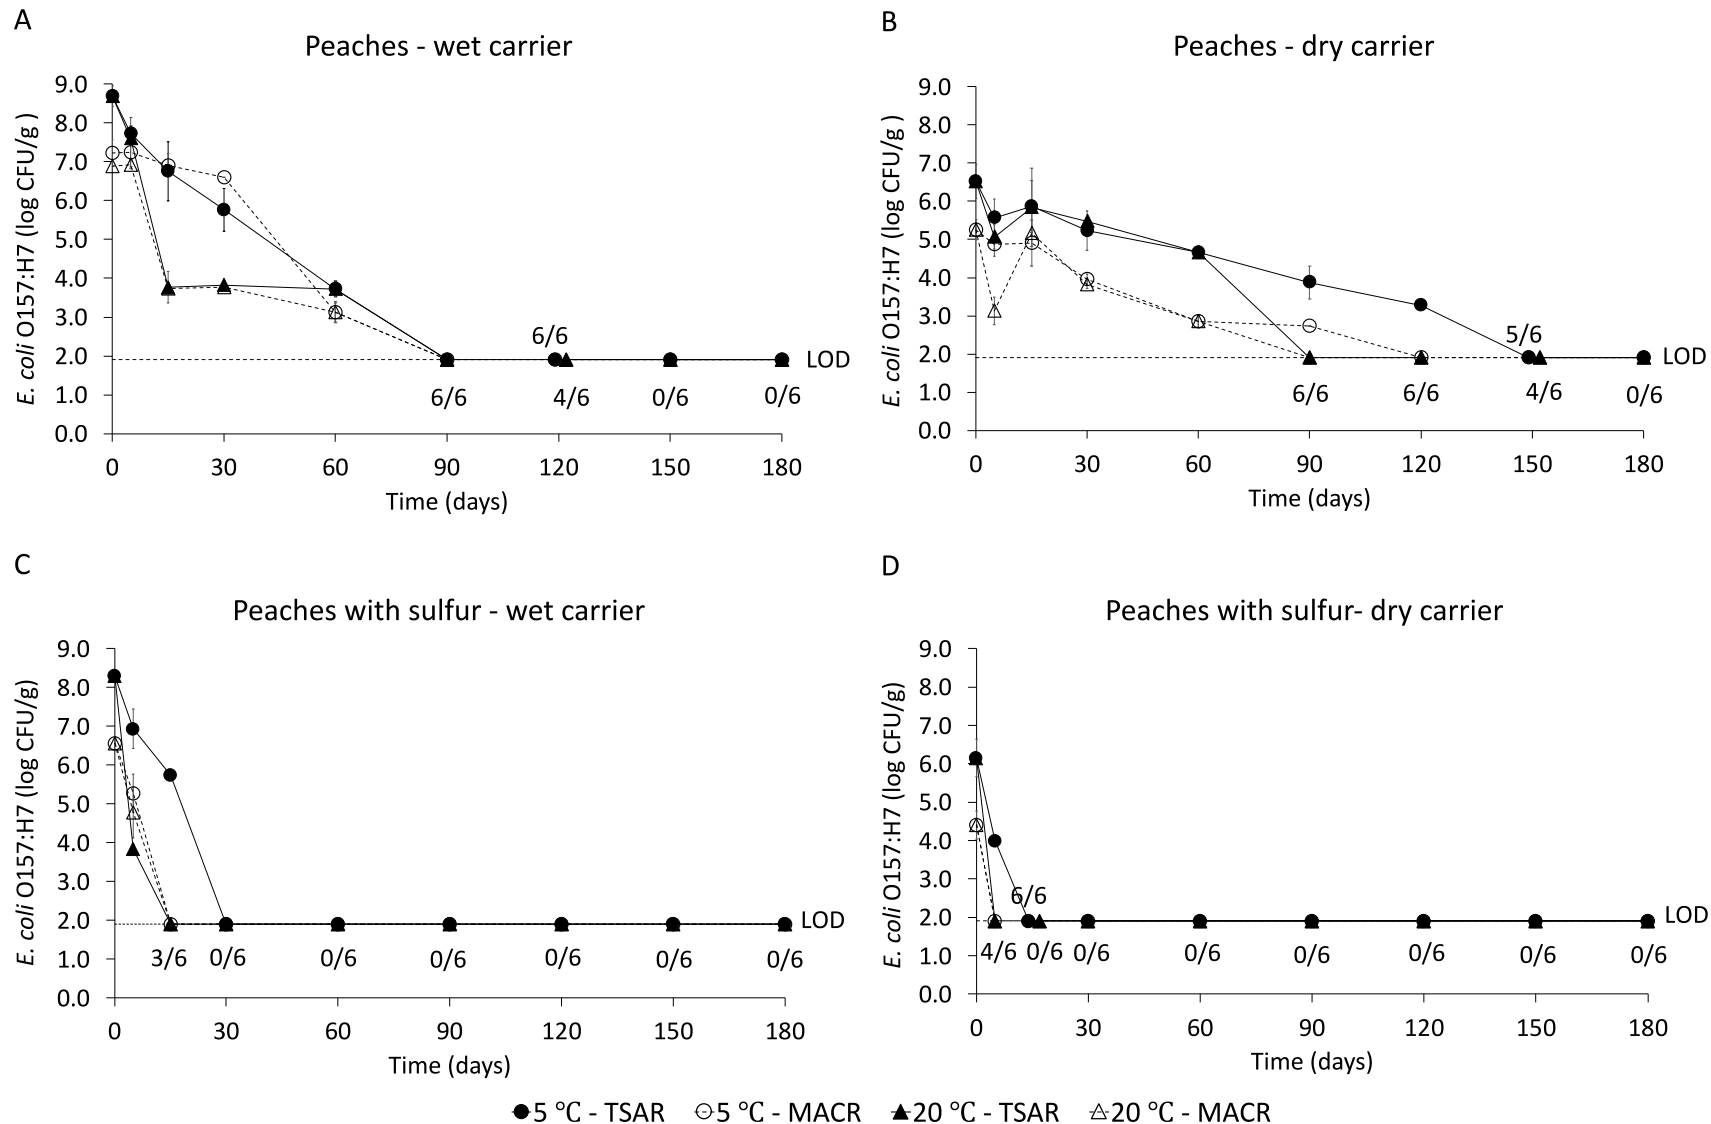 A
Peaches - wet carrier
E. coli O157:H7 (log CFU/g )
9.0
8.0
7.0
6.0
5.0
4.0
3.0
2.0
1.0
0.0
6/6
LOD
6/6 4/6 0/6 0/6
0 30 60 90 120 150 180
Time (days)
B
Peaches - dry carrier
E. coli O157:H7 (log CFU/g )
9.0
8.0
7.0
6.0
5.0
4.0
3.0
2.0
1.0
0.0
5/6
LOD
6/6 6/6 4/6 0/6
0 30 60 90 120 150 180
Time (days)
C
Peaches with sulfur - wet carrier
E. coli O157:H7 (log CFU/g)
9.0
8.0
7.0
6.0
5.0
4.0
3.0
2.0
1.0
0.0
LOD
3/6 0/6 0/6 0/6 0/6 0/6 0/6
0 30 60 90 120 150 180
Time (days)
D
Peaches with sulfur- dry carrier
E. coli O157:H7 (log CFU/g)
9.0
8.0
7.0
6.0
5.0
4.0
3.0
2.0
1.0
0.0
6/6
LOD
4/6 0/6 0/6 0/6 0/6 0/6 0/6 0/6
0 30 60 90 120 150 180
Time (days)
5 °C - TSAR 5 °C - MACR 20 °C - TSAR 20 °C - MACR